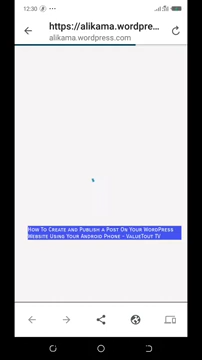 12:30
https://alikama.wordpre...
alikama.wordpress.com
How To Create and Publish a Post On Your WordPress
Website Using Your Android Phone - ValueTout TV